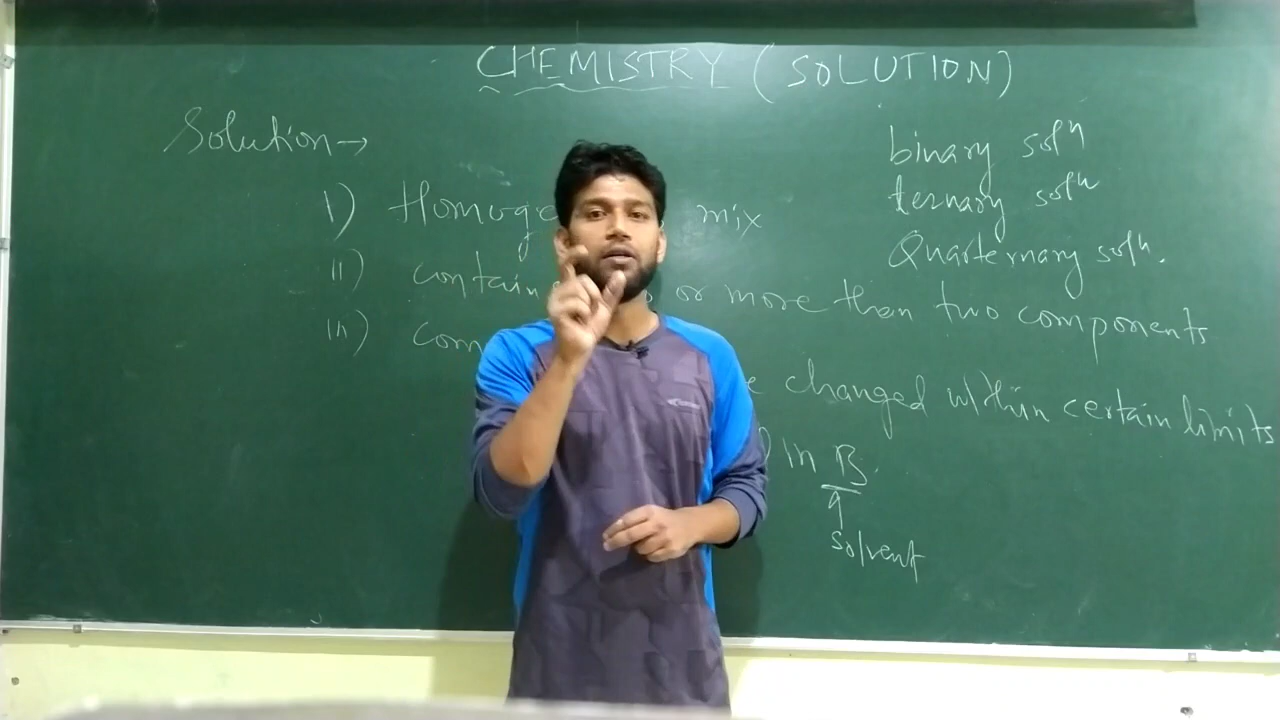 CHEMISTRY (SOLUTION)
Solution →
binary solⁿ
ternary solⁿ
Quarternary solⁿ.
I) Homoge mix
II) contain or more than two components
III) com e changed within certain limits
) in B.
↑
solvent